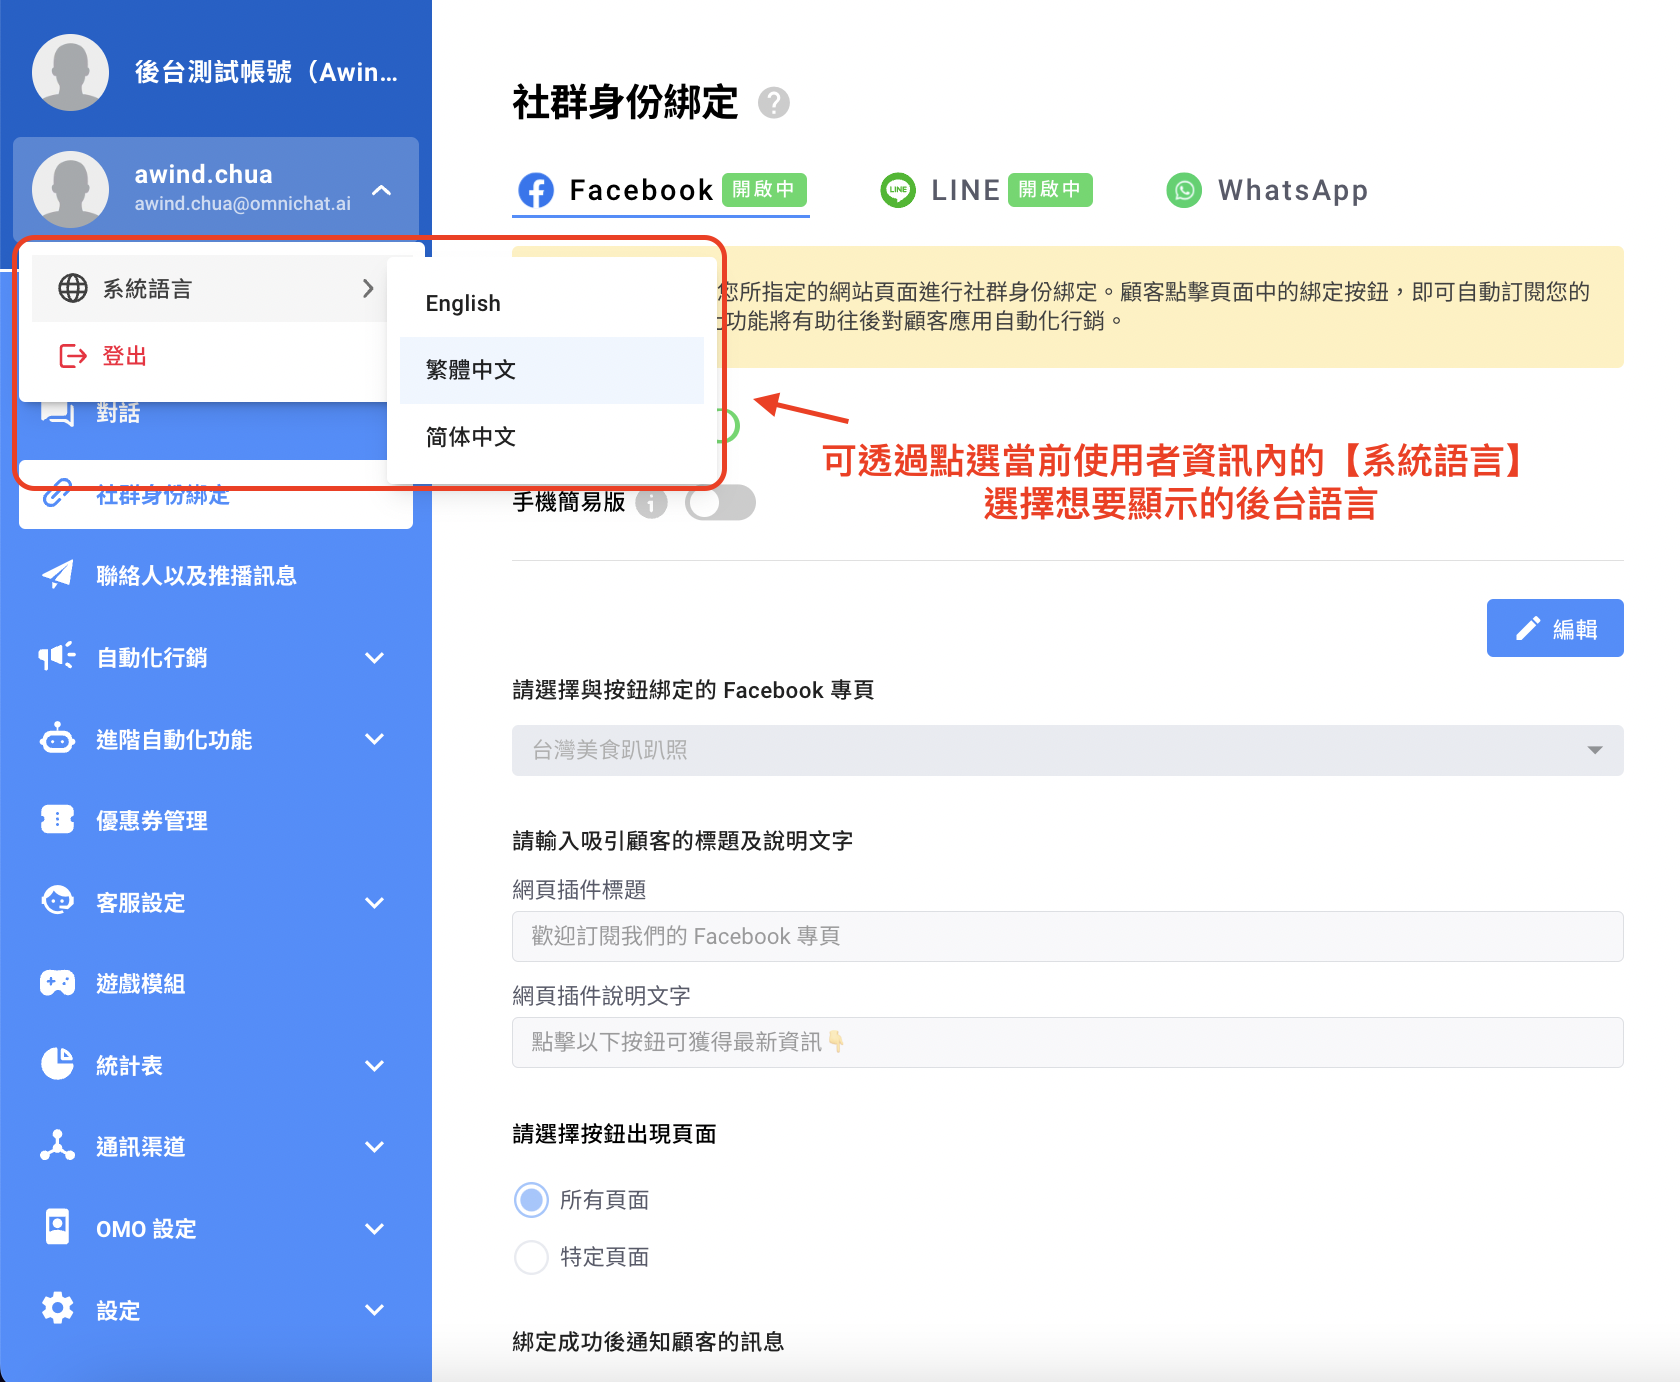 後台測試帳號（Awin...
awind.chua
awind.chua@omnichat.ai
系統語言
登出
English
繁體中文
简体中文
對話
社群身份綁定
聯絡人以及推播訊息
自動化行銷
進階自動化功能
優惠券管理
客服設定
遊戲模組
統計表
通訊渠道
OMO 設定
設定
社群身份綁定
Facebook 開啟中
LINE 開啟中
WhatsApp
您所指定的網站頁面進行社群身份綁定。顧客點擊頁面中的綁定按鈕，即可自動訂閱您的
功能將有助往後對顧客應用自動化行銷。
可透過點選當前使用者資訊內的【系統語言】
選擇想要顯示的後台語言
手機簡易版
編輯
請選擇與按鈕綁定的 Facebook 專頁
台灣美食趴趴照
請輸入吸引顧客的標題及說明文字
網頁插件標題
歡迎訂閱我們的 Facebook 專頁
網頁插件說明文字
點擊以下按鈕可獲得最新資訊👇
請選擇按鈕出現頁面
所有頁面
特定頁面
綁定成功後通知顧客的訊息